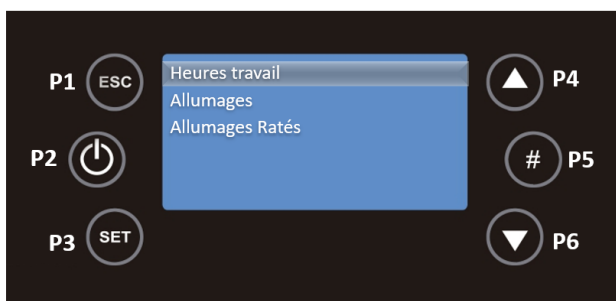 P1 ESC
Heures travail
P4
Allumages
Allumages Ratés
P2
# P5
P3 SET
P6